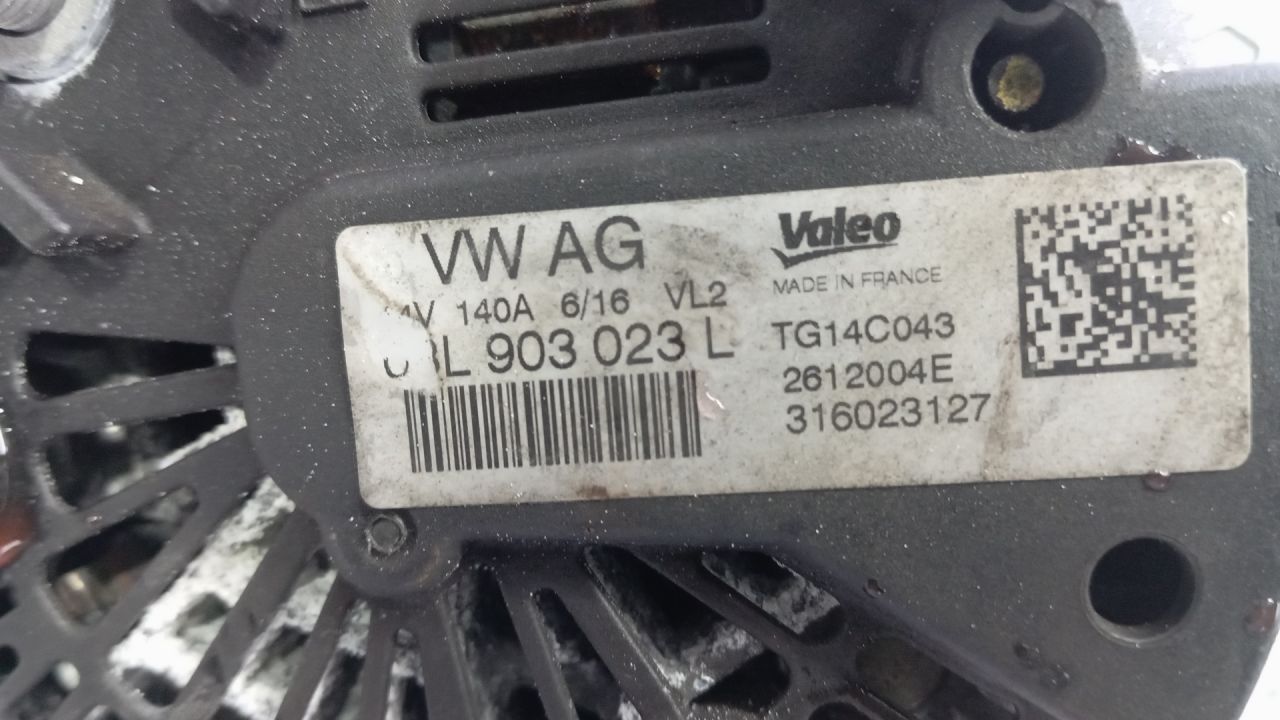 VW AG
140A 6/16 VL2
903 023 L
Valeo
MADE IN FRANCE
TG14C043
2612004E
316023127